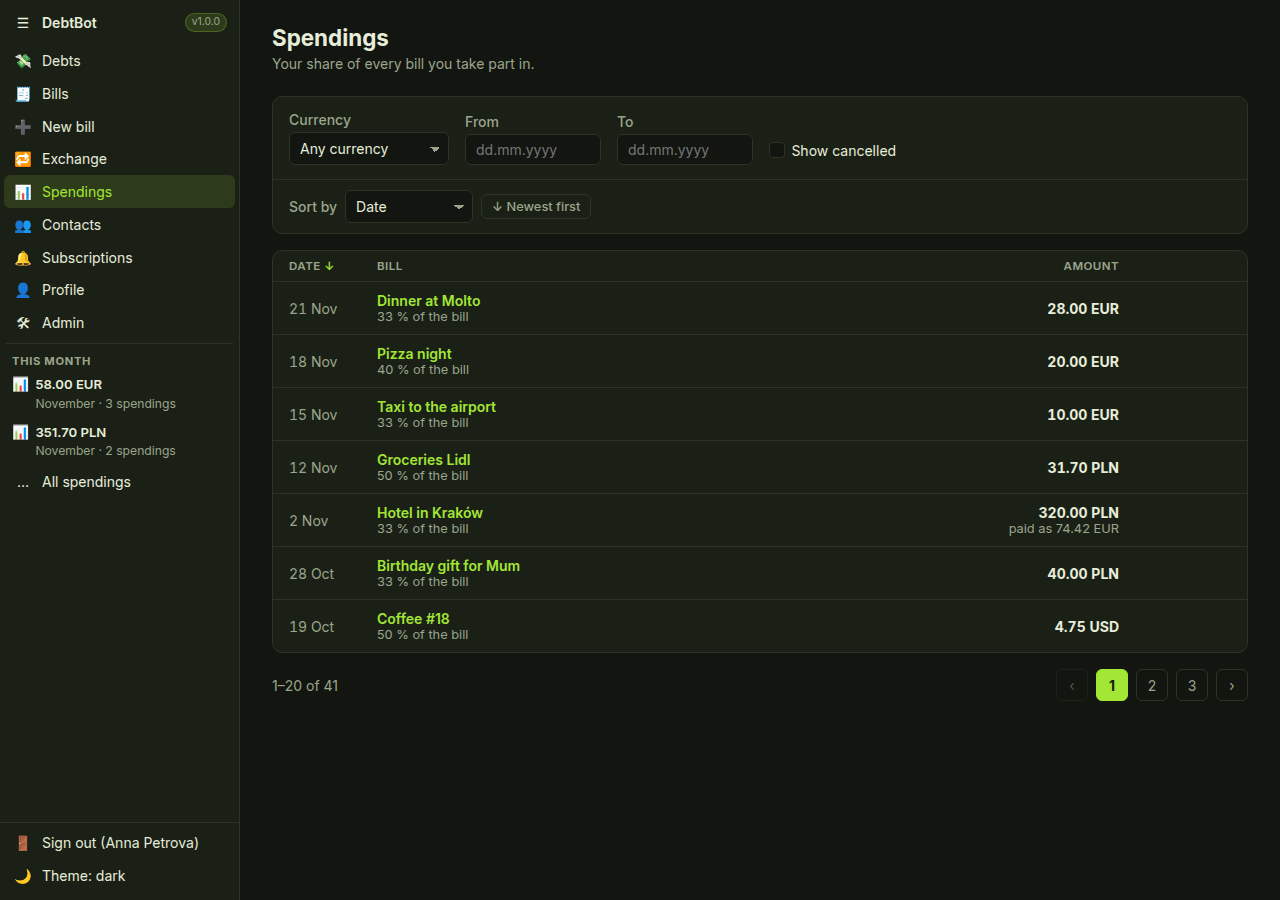 ☰ DebtBot v1.0.0
Debts
Bills
New bill
Exchange
Spendings
Contacts
Subscriptions
Profile
Admin
THIS MONTH
58.00 EUR
November · 3 spendings
351.70 PLN
November · 2 spendings
... All spendings
Sign out (Anna Petrova)
Theme: dark
Spendings
Your share of every bill you take part in.
Currency From To
Any currency dd.mm.yyyy dd.mm.yyyy Show cancelled
Sort by Date ↓ Newest first
DATE ↓ BILL AMOUNT
21 Nov Dinner at Molto 28.00 EUR
33 % of the bill
18 Nov Pizza night 20.00 EUR
40 % of the bill
15 Nov Taxi to the airport 10.00 EUR
33 % of the bill
12 Nov Groceries Lidl 31.70 PLN
50 % of the bill
2 Nov Hotel in Kraków 320.00 PLN
33 % of the bill paid as 74.42 EUR
28 Oct Birthday gift for Mum 40.00 PLN
33 % of the bill
19 Oct Coffee #18 4.75 USD
50 % of the bill
1–20 of 41 ‹ 1 2 3 ›